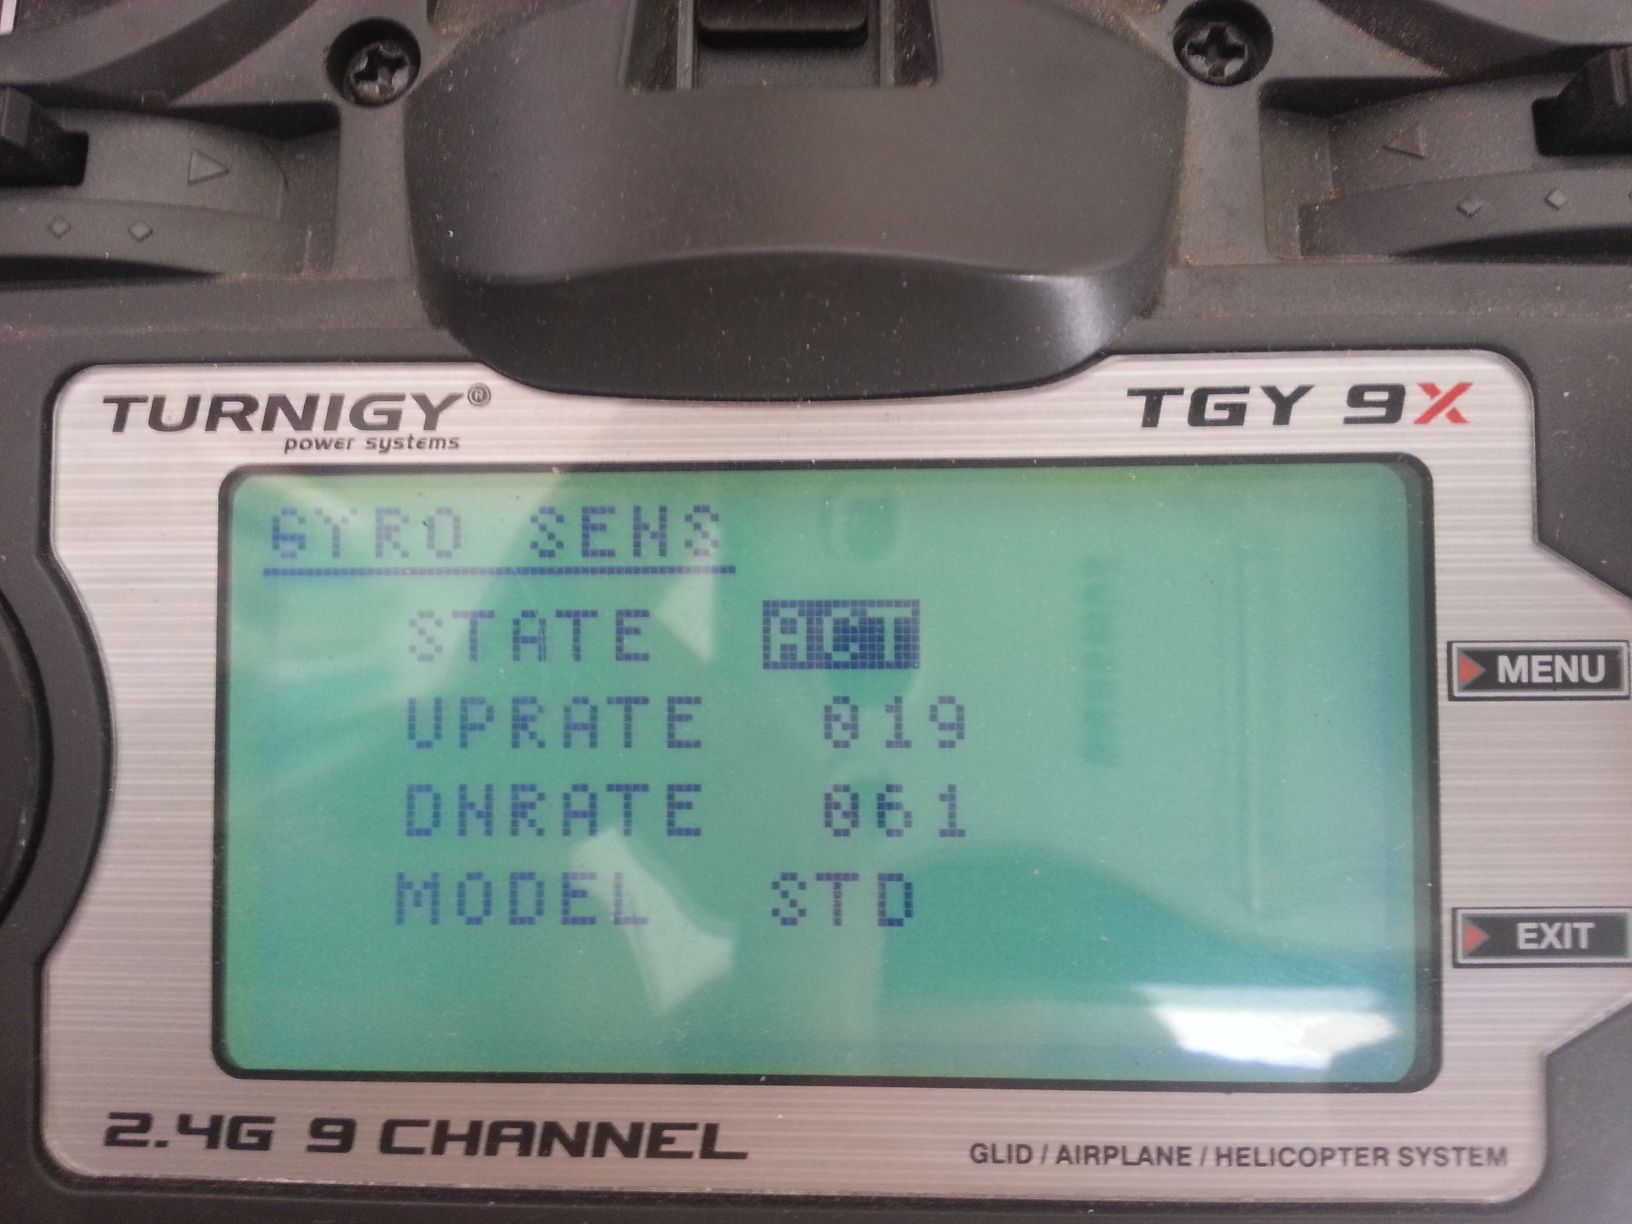 TURNIGY®
power systems
TGY 9X
GYRO SENS
STATE ACT
UPRATE 019
DNRATE 061
MODEL STD
MENU
EXIT
2.4G 9 CHANNEL
GLID / AIRPLANE / HELICOPTER SYSTEM